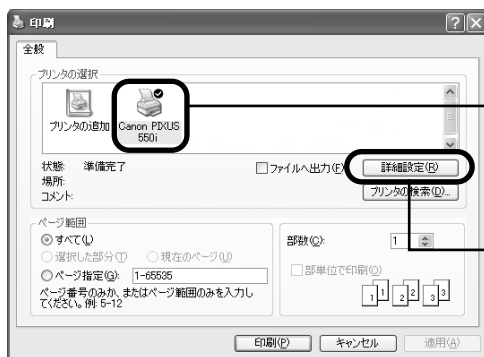 印刷
全般
プリンタの選択
プリンタの追加
Canon PIXUS
550i
状態: 準備完了
場所:
コメント:
ファイルへ出力(F)
詳細設定(R)
プリンタの検索(D)...
ページ範囲
すべて(L)
選択した部分(T) 現在のページ(U)
ページ指定(G): 1-65535
ページ番号のみか、またはページ範囲のみを入力し
てください。例: 5-12
部数(C): 1
部単位で印刷(O)
1 1 2 2 3 3
印刷(P) キャンセル 適用(A)